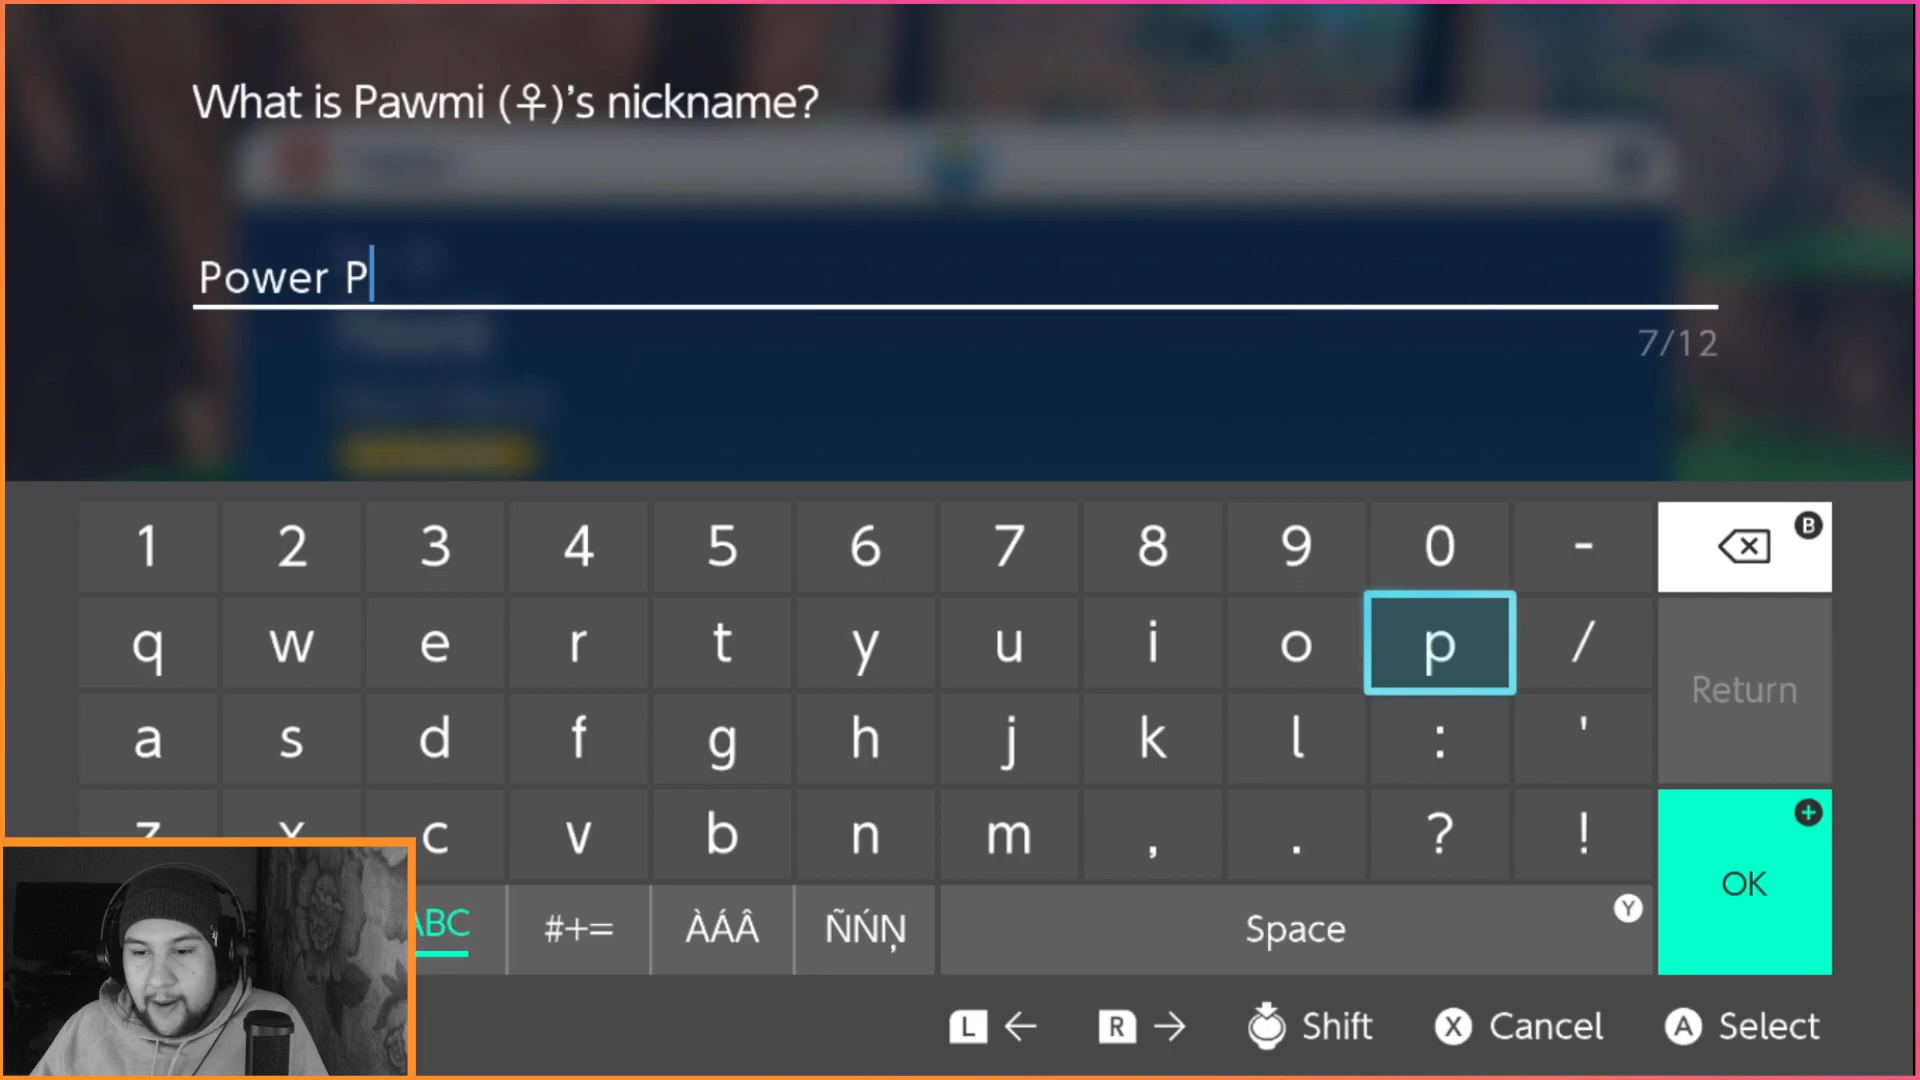 What is Pawmi (♀)'s nickname?
Power P
7/12
1 2 3 4 5 6 7 8 9 0 -
B
q w e r t y u i o p /
Return
a s d f g h j k l : '
z x c v b n m , . ? !
+
OK
ABC #+= ÀÁÂ ÑŃŅ Space
Y
L ← R → Shift X Cancel A Select